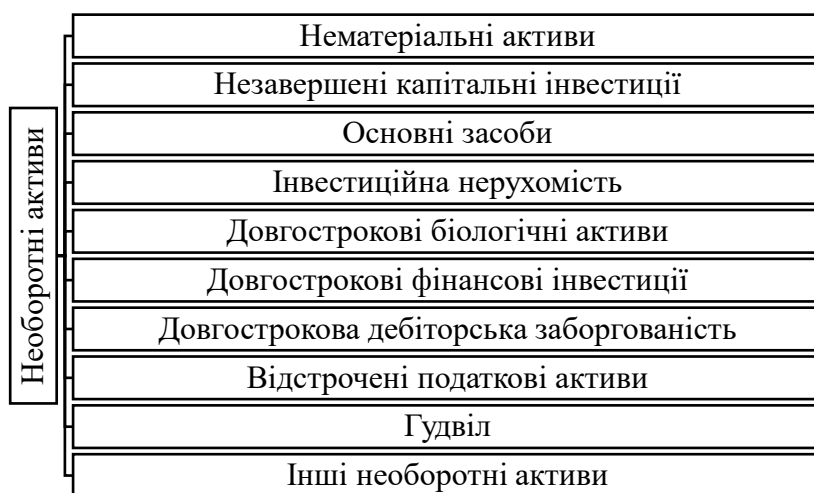 Необоротні активи
Нематеріальні активи
Незавершені капітальні інвестиції
Основні засоби
Інвестиційна нерухомість
Довгострокові біологічні активи
Довгострокові фінансові інвестиції
Довгострокова дебіторська заборгованість
Відстрочені податкові активи
Гудвіл
Інші необоротні активи